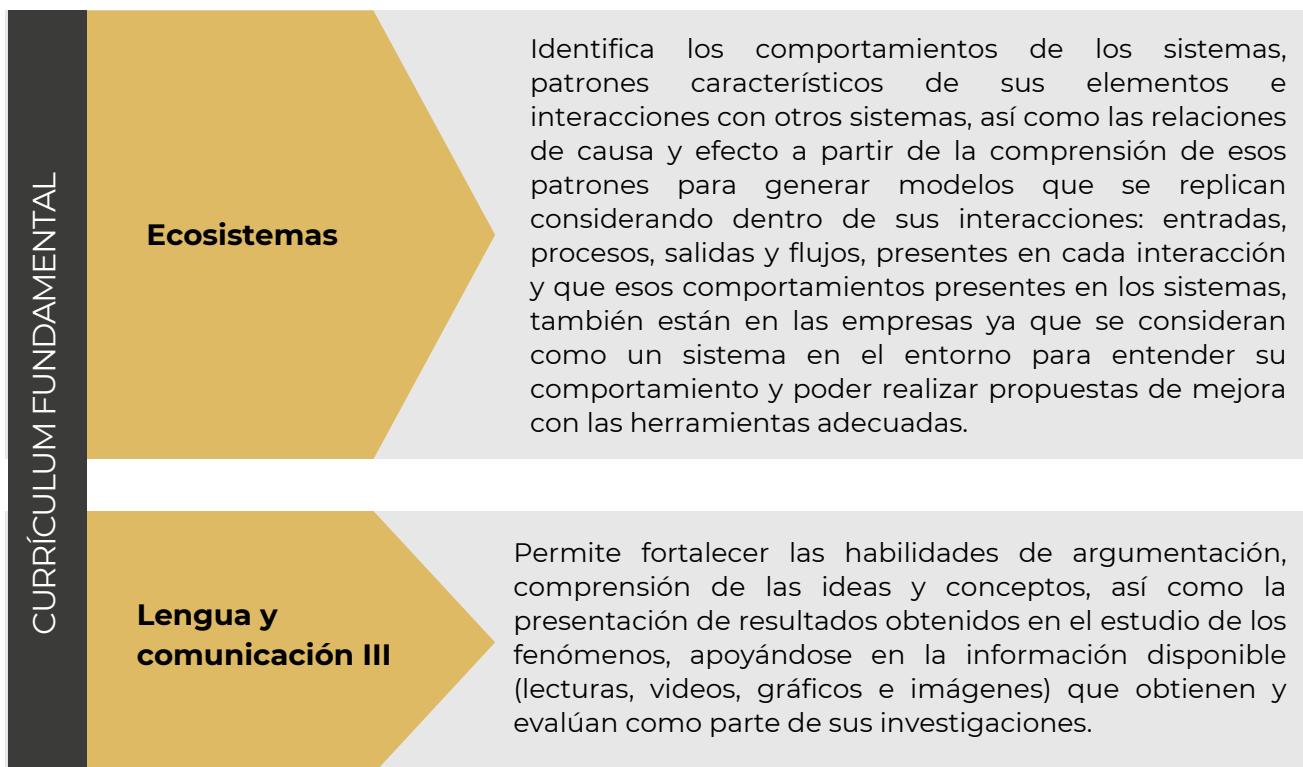 CURRÍCULUM FUNDAMENTAL
Ecosistemas
Identifica los comportamientos de los sistemas,
patrones característicos de sus elementos e
interacciones con otros sistemas, así como las relaciones
de causa y efecto a partir de la comprensión de esos
patrones para generar modelos que se replican
considerando dentro de sus interacciones: entradas,
procesos, salidas y flujos, presentes en cada interacción
y que esos comportamientos presentes en los sistemas,
también están en las empresas ya que se consideran
como un sistema en el entorno para entender su
comportamiento y poder realizar propuestas de mejora
con las herramientas adecuadas.
Lengua y
comunicación III
Permite fortalecer las habilidades de argumentación,
comprensión de las ideas y conceptos, así como la
presentación de resultados obtenidos en el estudio de los
fenómenos, apoyándose en la información disponible
(lecturas, videos, gráficos e imágenes) que obtienen y
evalúan como parte de sus investigaciones.